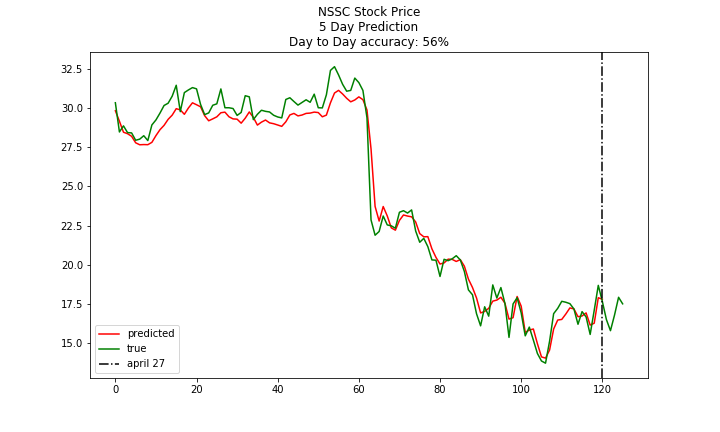 NSSC Stock Price
5 Day Prediction
Day to Day accuracy: 56%
32.5
30.0
27.5
25.0
22.5
20.0
17.5
15.0
predicted
true
april 27
0
20
40
60
80
100
120